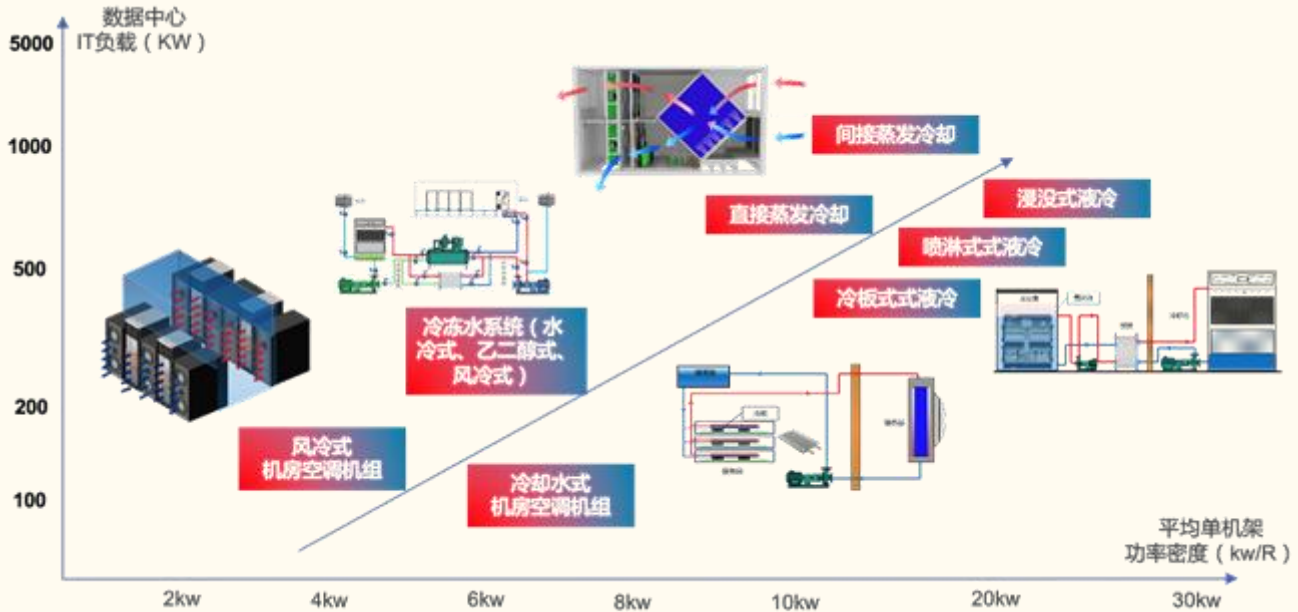 数据中心
IT负载（KW）
5000
1000
500
200
100
间接蒸发冷却
直接蒸发冷却
浸没式液冷
喷淋式式液冷
冷板式式液冷
冷冻水系统（水
冷式、乙二醇式、
风冷式）
风冷式
机房空调机组
冷却水式
机房空调机组
平均单机架
功率密度（kw/R）
2kw
4kw
6kw
8kw
10kw
20kw
30kw